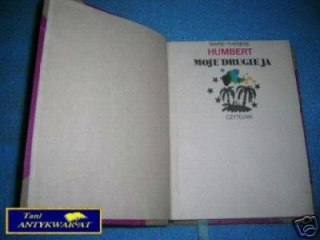 MARIE-THÉRÈSE
HUMBERT
MOJE DRUGIE JA
CZYTELNIK
Tani
ANTYKWARIAT